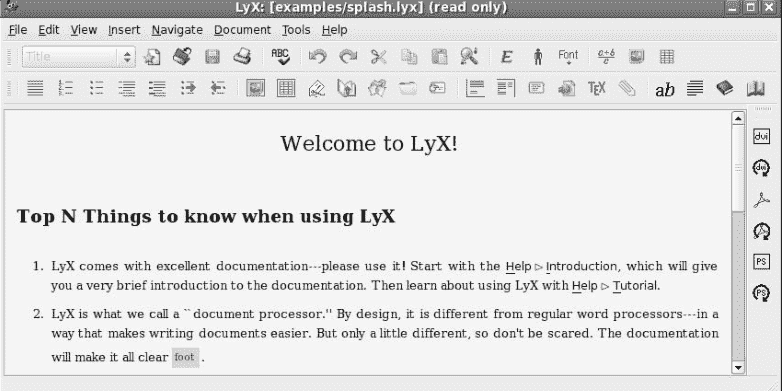 LyX: [examples/splash.lyx] (read only)
File Edit View Insert Navigate Document Tools Help
Title
ABC
E
Font
a+b
c
TEX
ab
Welcome to LyX!
dvi
Top N Things to know when using LyX
1. LyX comes with excellent documentation---please use it! Start with the Help ▷ Introduction, which will give
you a very brief introduction to the documentation. Then learn about using LyX with Help ▷ Tutorial.
PS
2. LyX is what we call a ``document processor.'' By design, it is different from regular word processors---in a
way that makes writing documents easier. But only a little different, so don't be scared. The documentation
will make it all clear foot .